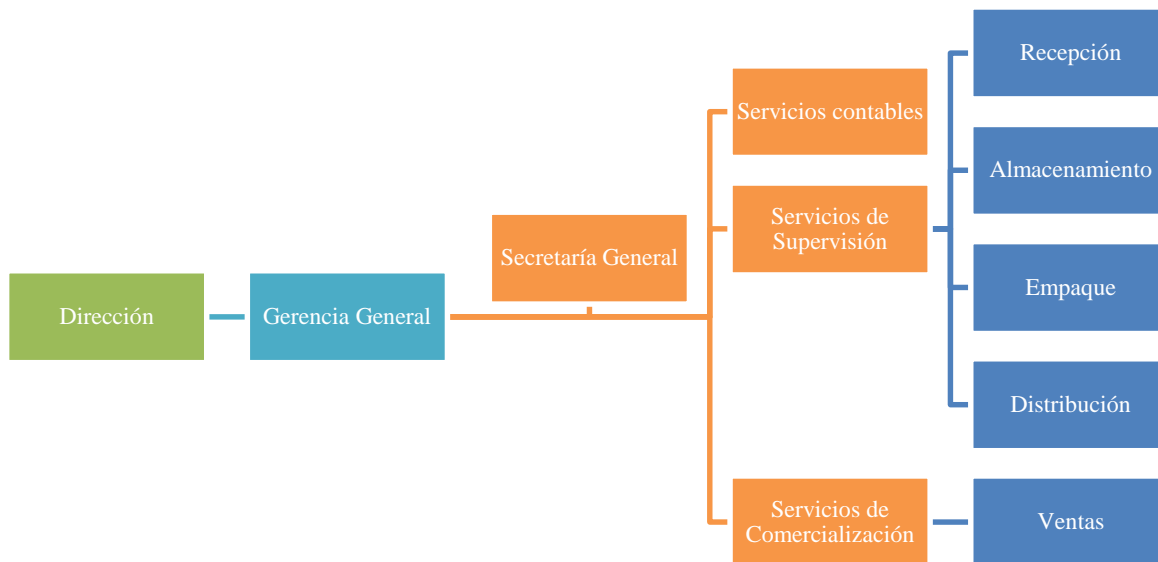 Dirección
Gerencia General
Secretaría General
Servicios contables
Servicios de
Supervisión
Servicios de
Comercialización
Recepción
Almacenamiento
Empaque
Distribución
Ventas